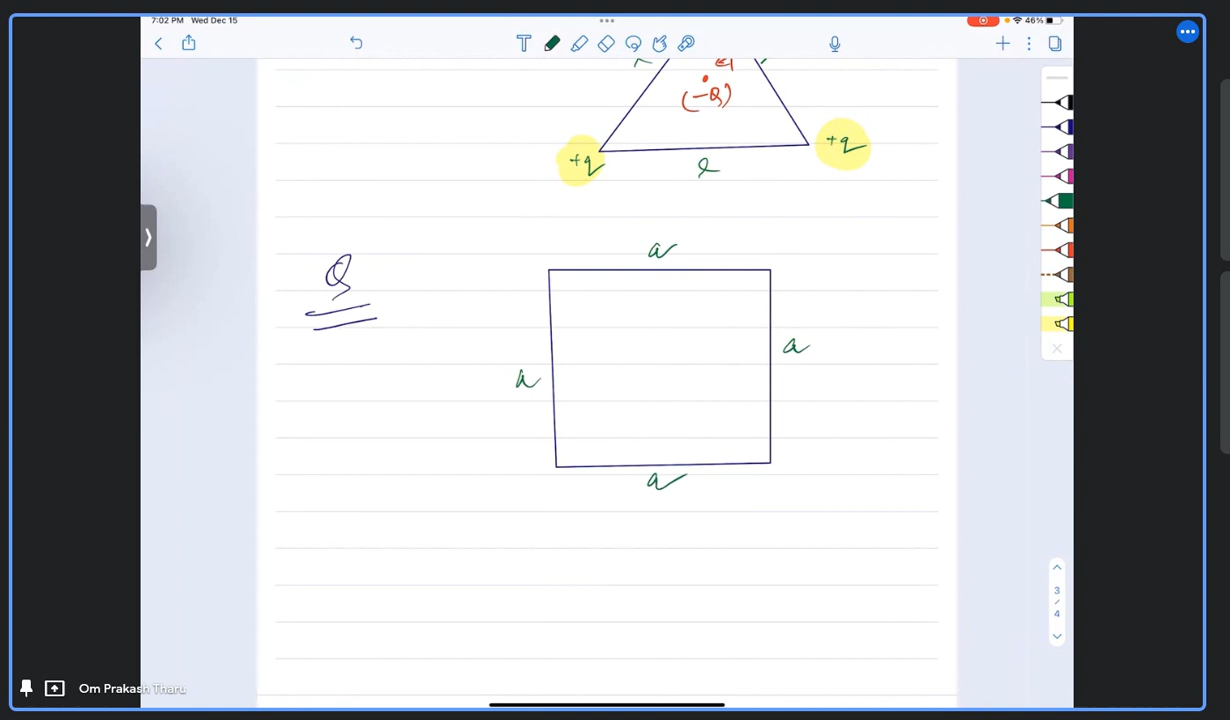 7:02 PM Wed Dec 15
46%
T
(-Q)
+q
+q
l
Q
a
a
a
a
3
/
4
Om Prakash Tharu